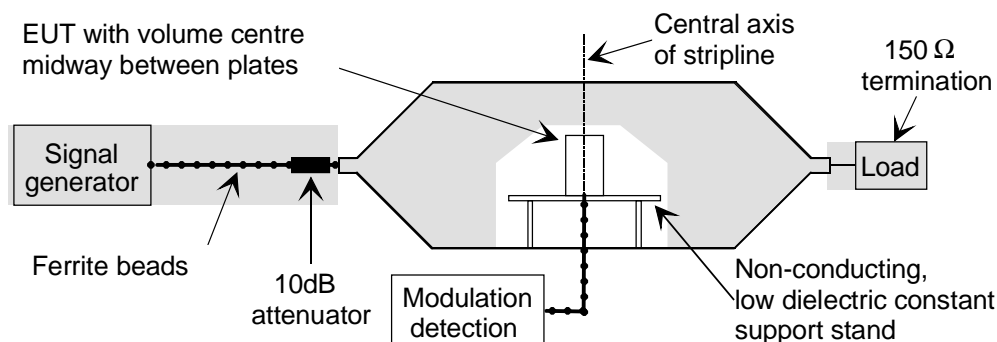 EUT with volume centre
midway between plates
Central axis
of stripline
150 Ω
termination
Signal
generator
Load
Ferrite beads
10dB
attenuator
Modulation
detection
Non-conducting,
low dielectric constant
support stand